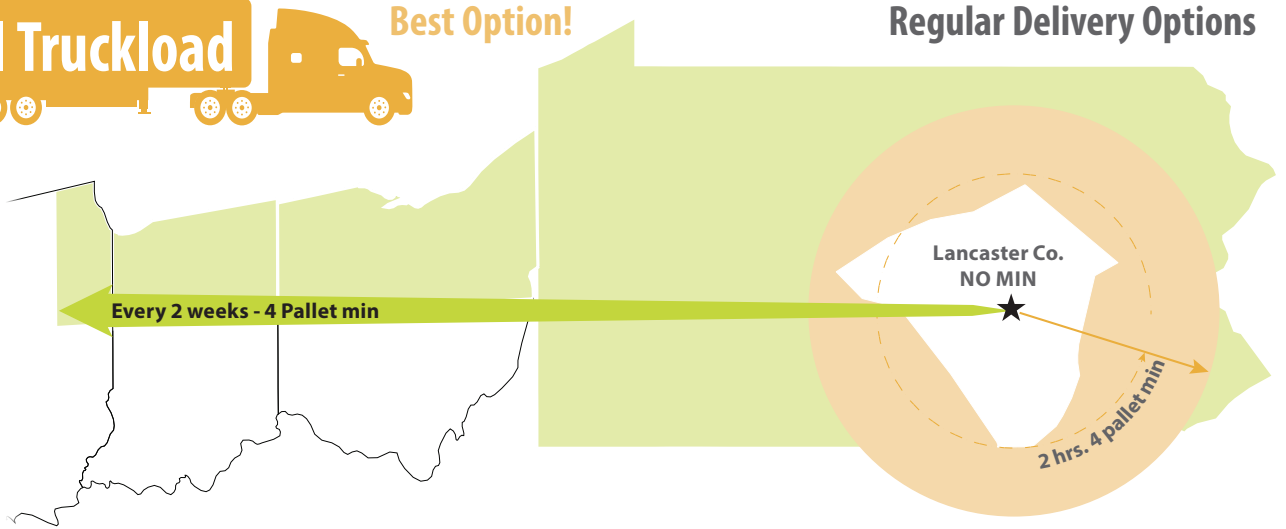 Truckload
Best Option!
Regular Delivery Options
Lancaster Co.
NO MIN
Every 2 weeks - 4 Pallet min
2 hrs. 4 pallet min